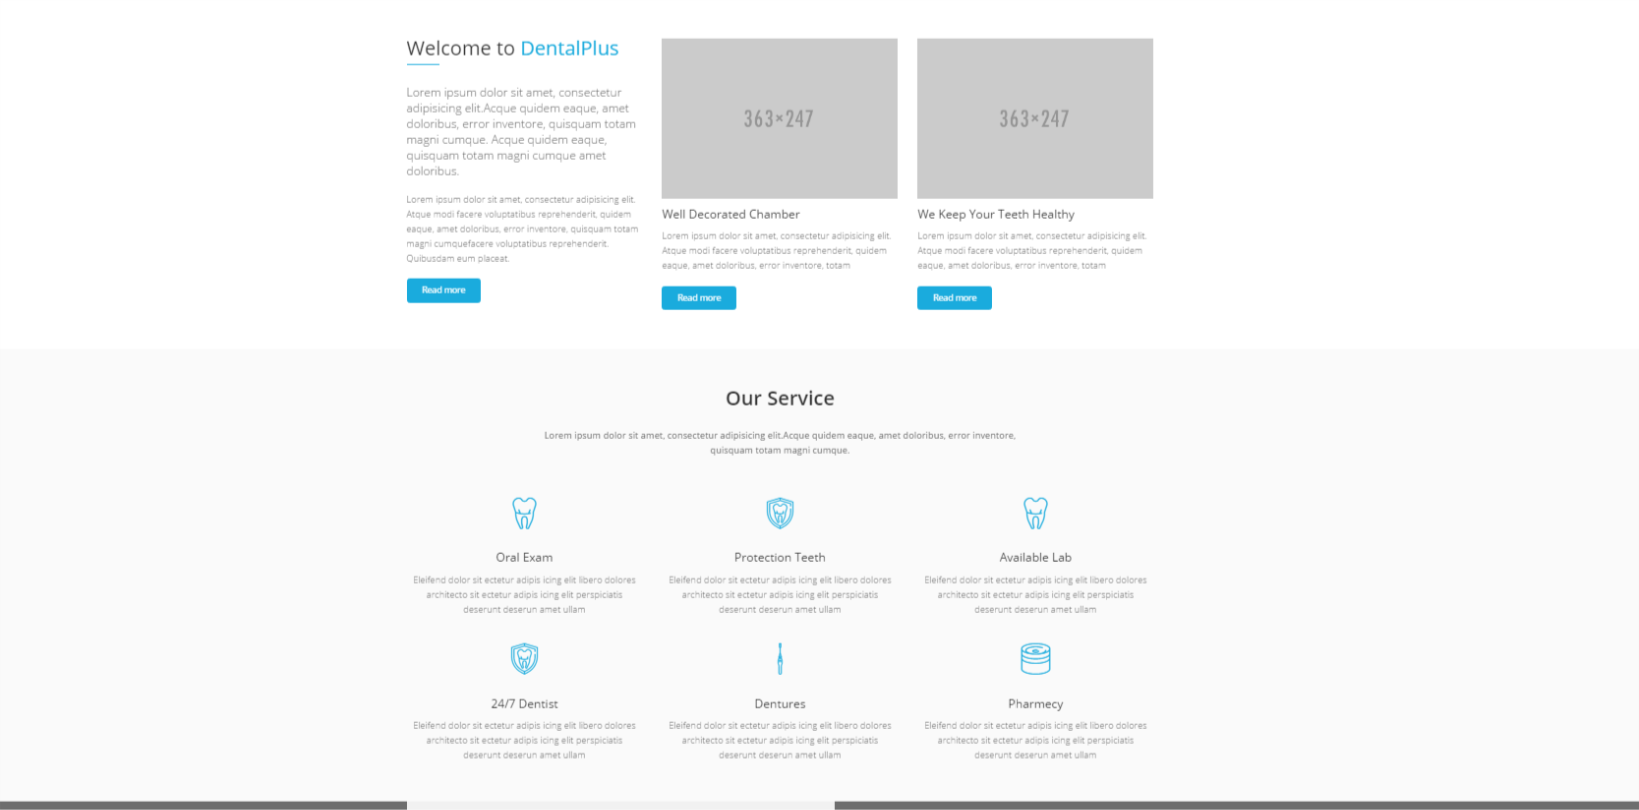 Welcome to DentalPlus
Lorem ipsum dolor sit amet, consectetur
adipisicing elit.Acque quidem eaque, amet
doloribus, error inventore, quisquam totam
magni cumque. Acque quidem eaque,
quisquam totam magni cumque amet
doloribus.
Lorem ipsum dolor sit amet, consectetur adipisicing elit.
Atque modi facere voluptatibus reprehenderit, quidem
eaque, amet doloribus, error inventore, quisquam totam
magni cumquefacere voluptatibus reprehenderit.
Quibusdam eum placeat.
Read more
363×247
Well Decorated Chamber
Lorem ipsum dolor sit amet, consectetur adipisicing elit.
Atque modi facere voluptatibus reprehenderit, quidem
eaque, amet doloribus, error inventore, totam
Read more
363×247
We Keep Your Teeth Healthy
Lorem ipsum dolor sit amet, consectetur adipisicing elit.
Atque modi facere voluptatibus reprehenderit, quidem
eaque, amet doloribus, error inventore, totam
Read more
Our Service
Lorem ipsum dolor sit amet, consectetur adipisicing elit.Acque quidem eaque, amet doloribus, error inventore,
quisquam totam magni cumque.
Oral Exam
Eleifend dolor sit ectetur adipis icing elit libero dolores
architecto sit ectetur adipis icing elit perspiciatis
deserunt deserun amet ullam
Protection Teeth
Eleifend dolor sit ectetur adipis icing elit libero dolores
architecto sit ectetur adipis icing elit perspiciatis
deserunt deserun amet ullam
Available Lab
Eleifend dolor sit ectetur adipis icing elit libero dolores
architecto sit ectetur adipis icing elit perspiciatis
deserunt deserun amet ullam
24/7 Dentist
Eleifend dolor sit ectetur adipis icing elit libero dolores
architecto sit ectetur adipis icing elit perspiciatis
deserunt deserun amet ullam
Dentures
Eleifend dolor sit ectetur adipis icing elit libero dolores
architecto sit ectetur adipis icing elit perspiciatis
deserunt deserun amet ullam
Pharmecy
Eleifend dolor sit ectetur adipis icing elit libero dolores
architecto sit ectetur adipis icing elit perspiciatis
deserunt deserun amet ullam